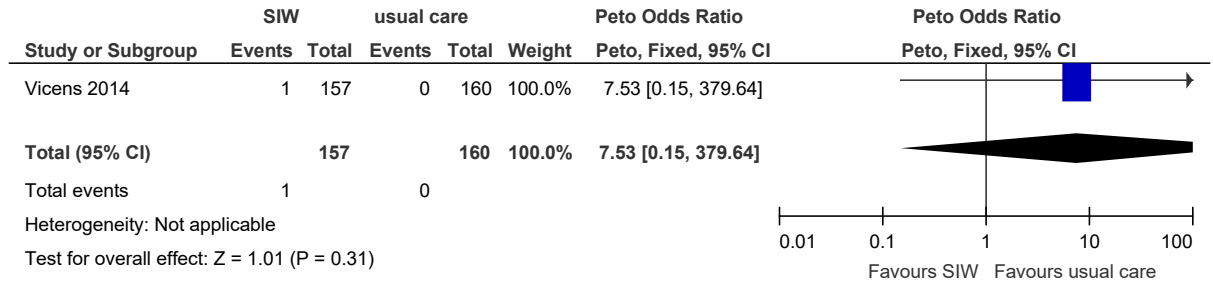 SIW usual care Peto Odds Ratio Peto Odds Ratio
Study or Subgroup Events Total Events Total Weight Peto, Fixed, 95% CI Peto, Fixed, 95% CI
Vicens 2014 1 157 0 160 100.0% 7.53 [0.15, 379.64]
Total (95% CI) 157 160 100.0% 7.53 [0.15, 379.64]
Total events 1 0
Heterogeneity: Not applicable
Test for overall effect: Z = 1.01 (P = 0.31)
0.01 0.1 1 10 100
Favours SIW Favours usual care